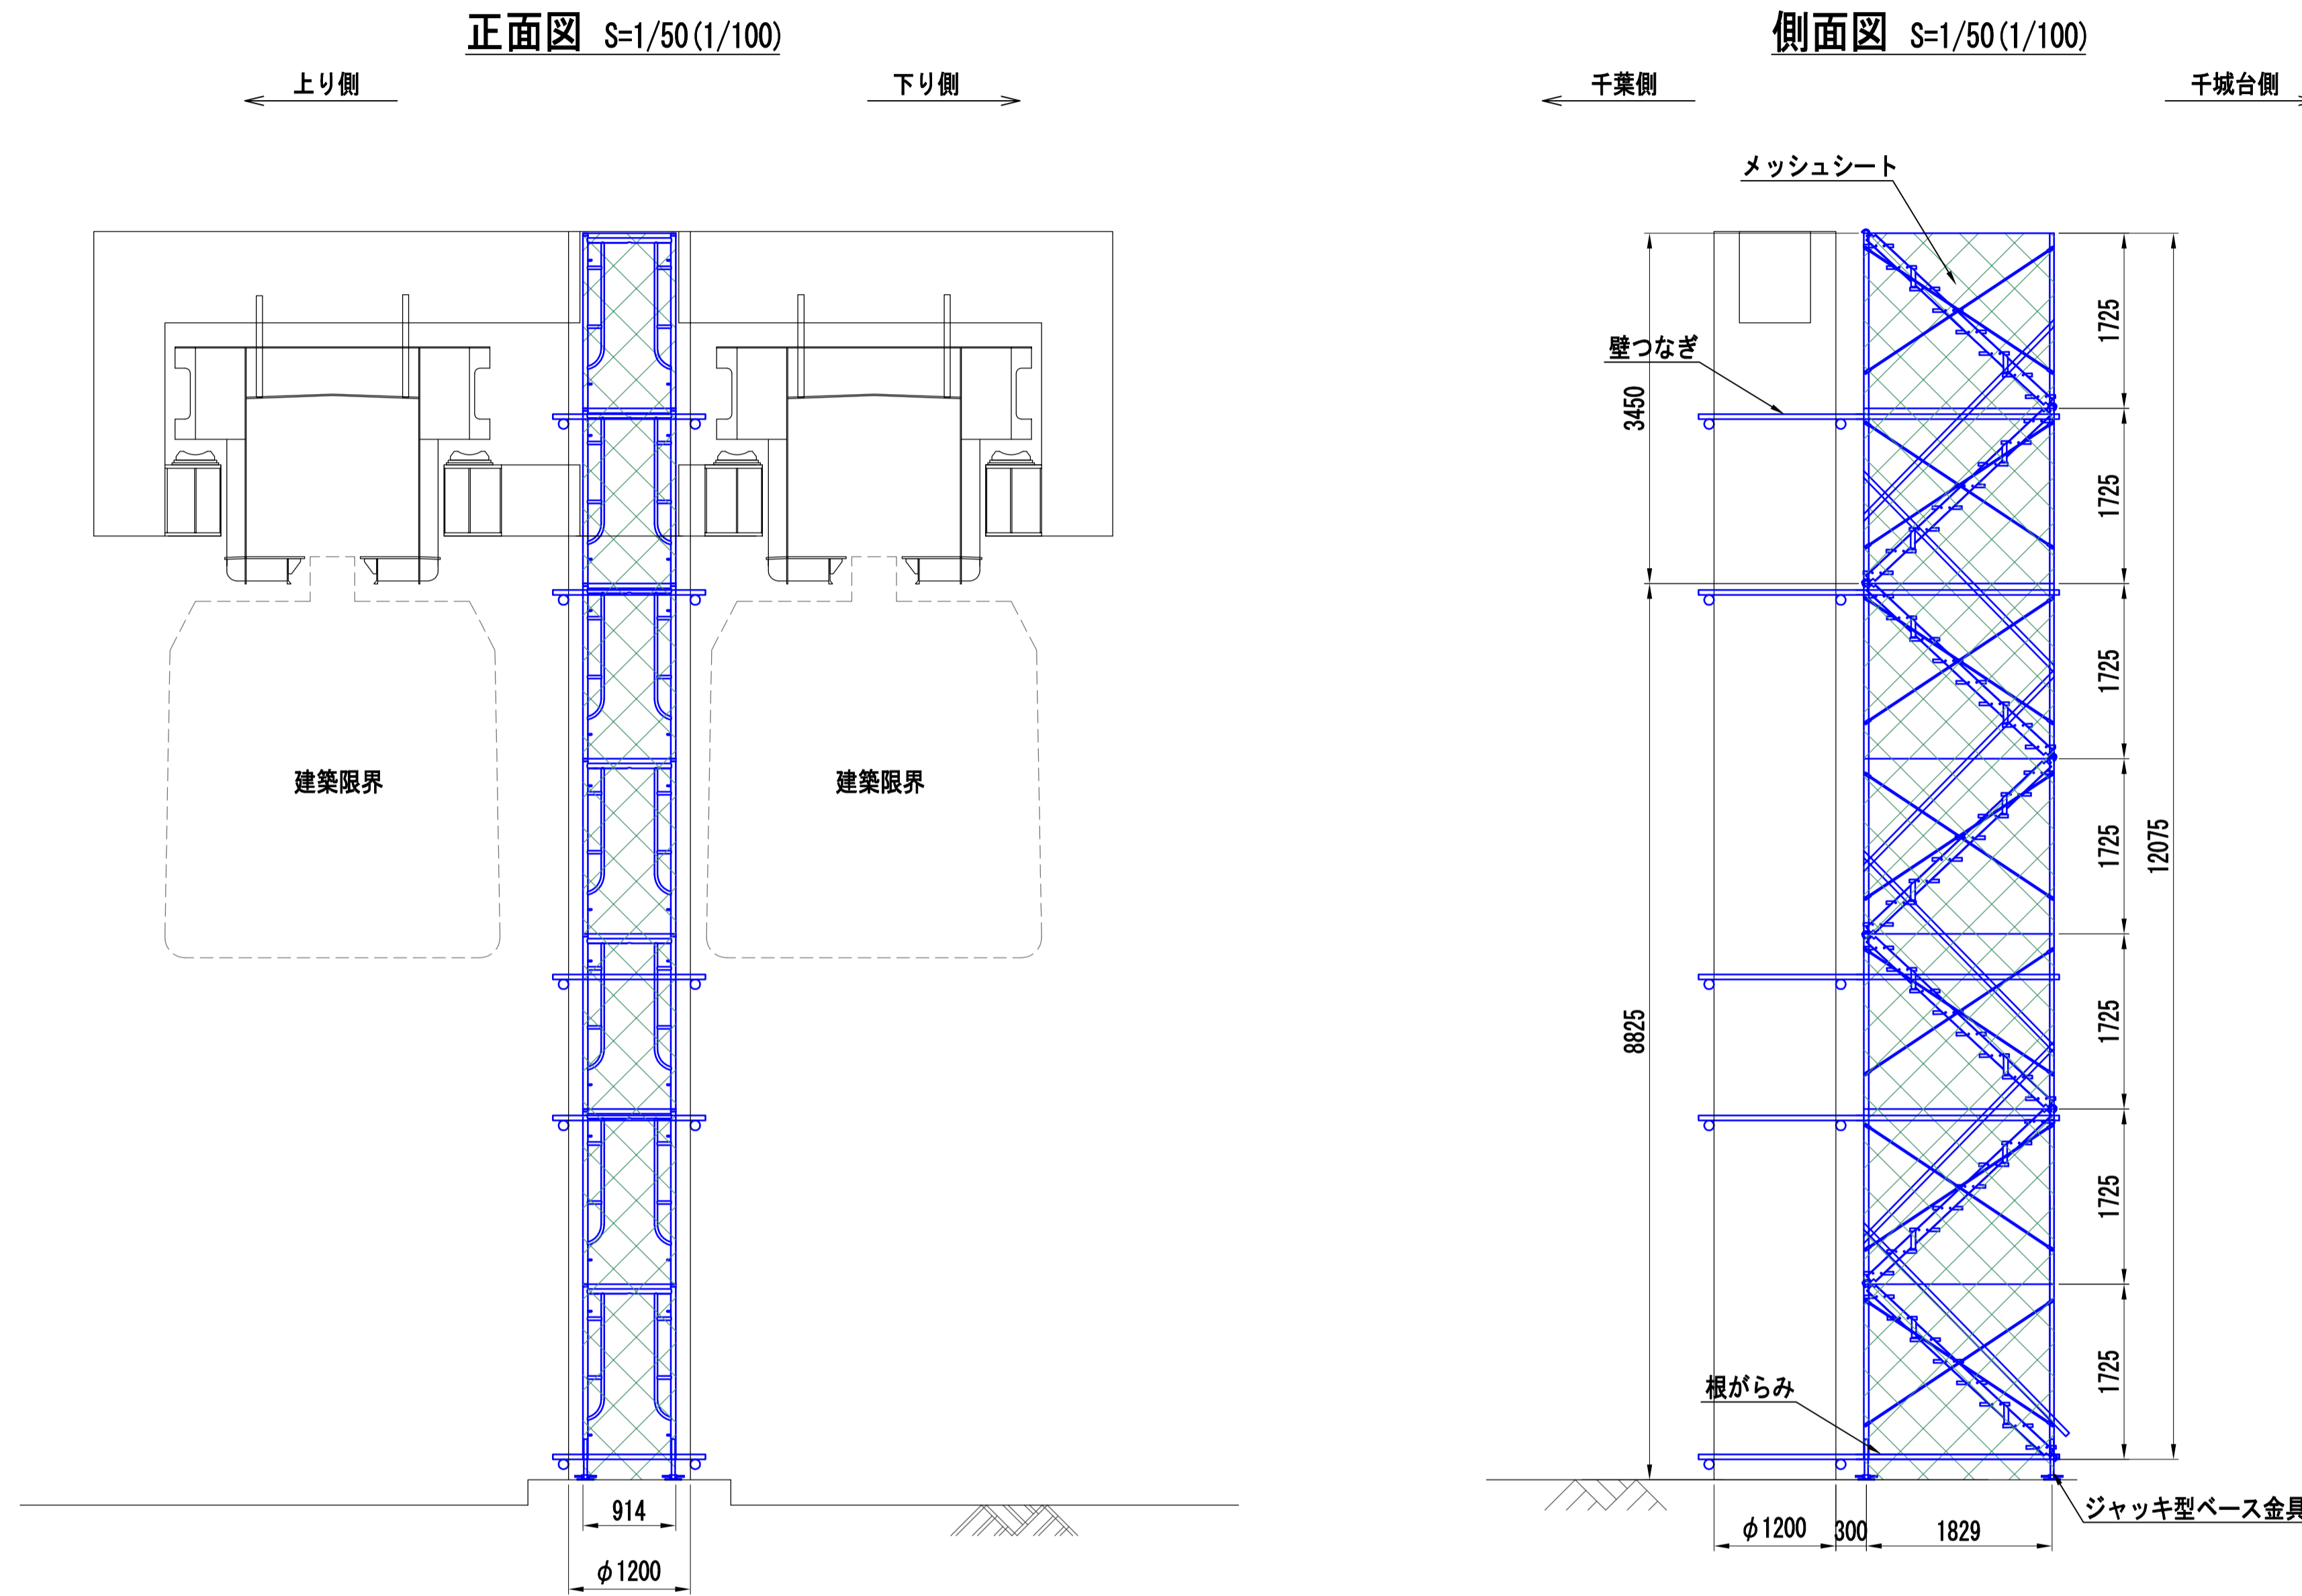 正面図 S=1/50(1/100)
上り側
下り側
建築限界
建築限界
914
φ1200
側面図 S=1/50(1/100)
千葉側
千城台側
メッシュシート
壁つなぎ
3450
8825
1725
1725
1725
1725
1725
1725
1725
12075
根がらみ
ジャッキ型ベース金具
φ1200
300
1829